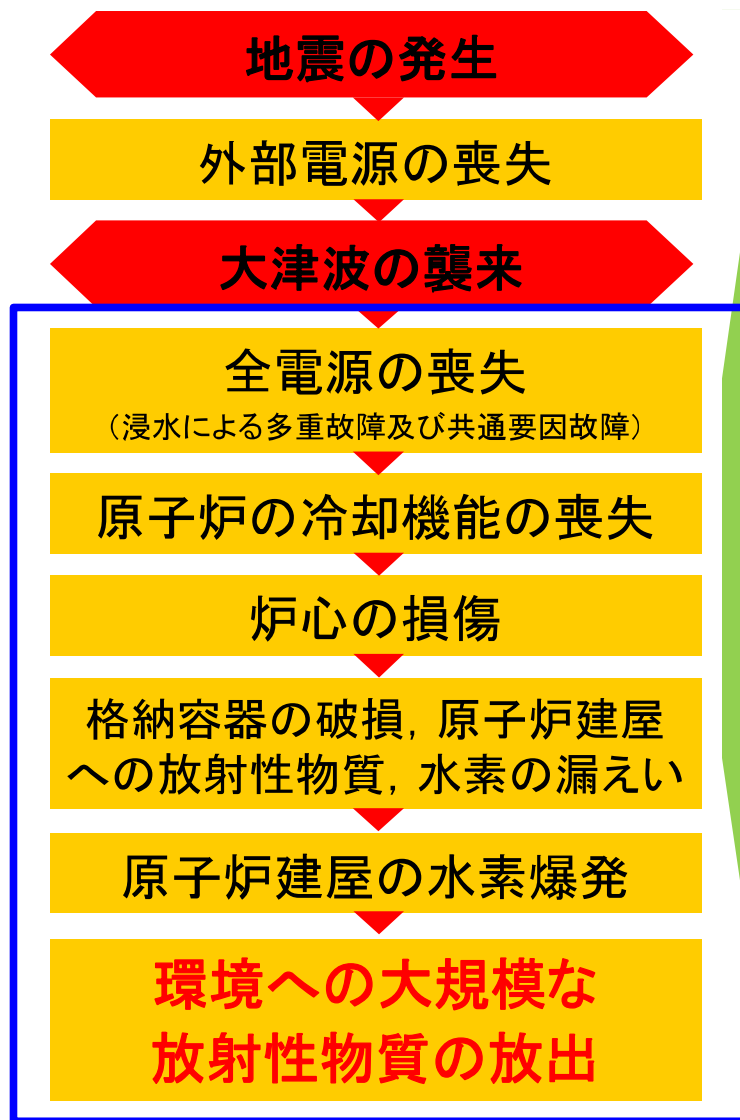 地震の発生
外部電源の喪失
大津波の襲来
全電源の喪失
（浸水による多重故障及び共通要因故障）
原子炉の冷却機能の喪失
炉心の損傷
格納容器の破損，原子炉建屋
への放射性物質，水素の漏えい
原子炉建屋の水素爆発
環境への大規模な
放射性物質の放出